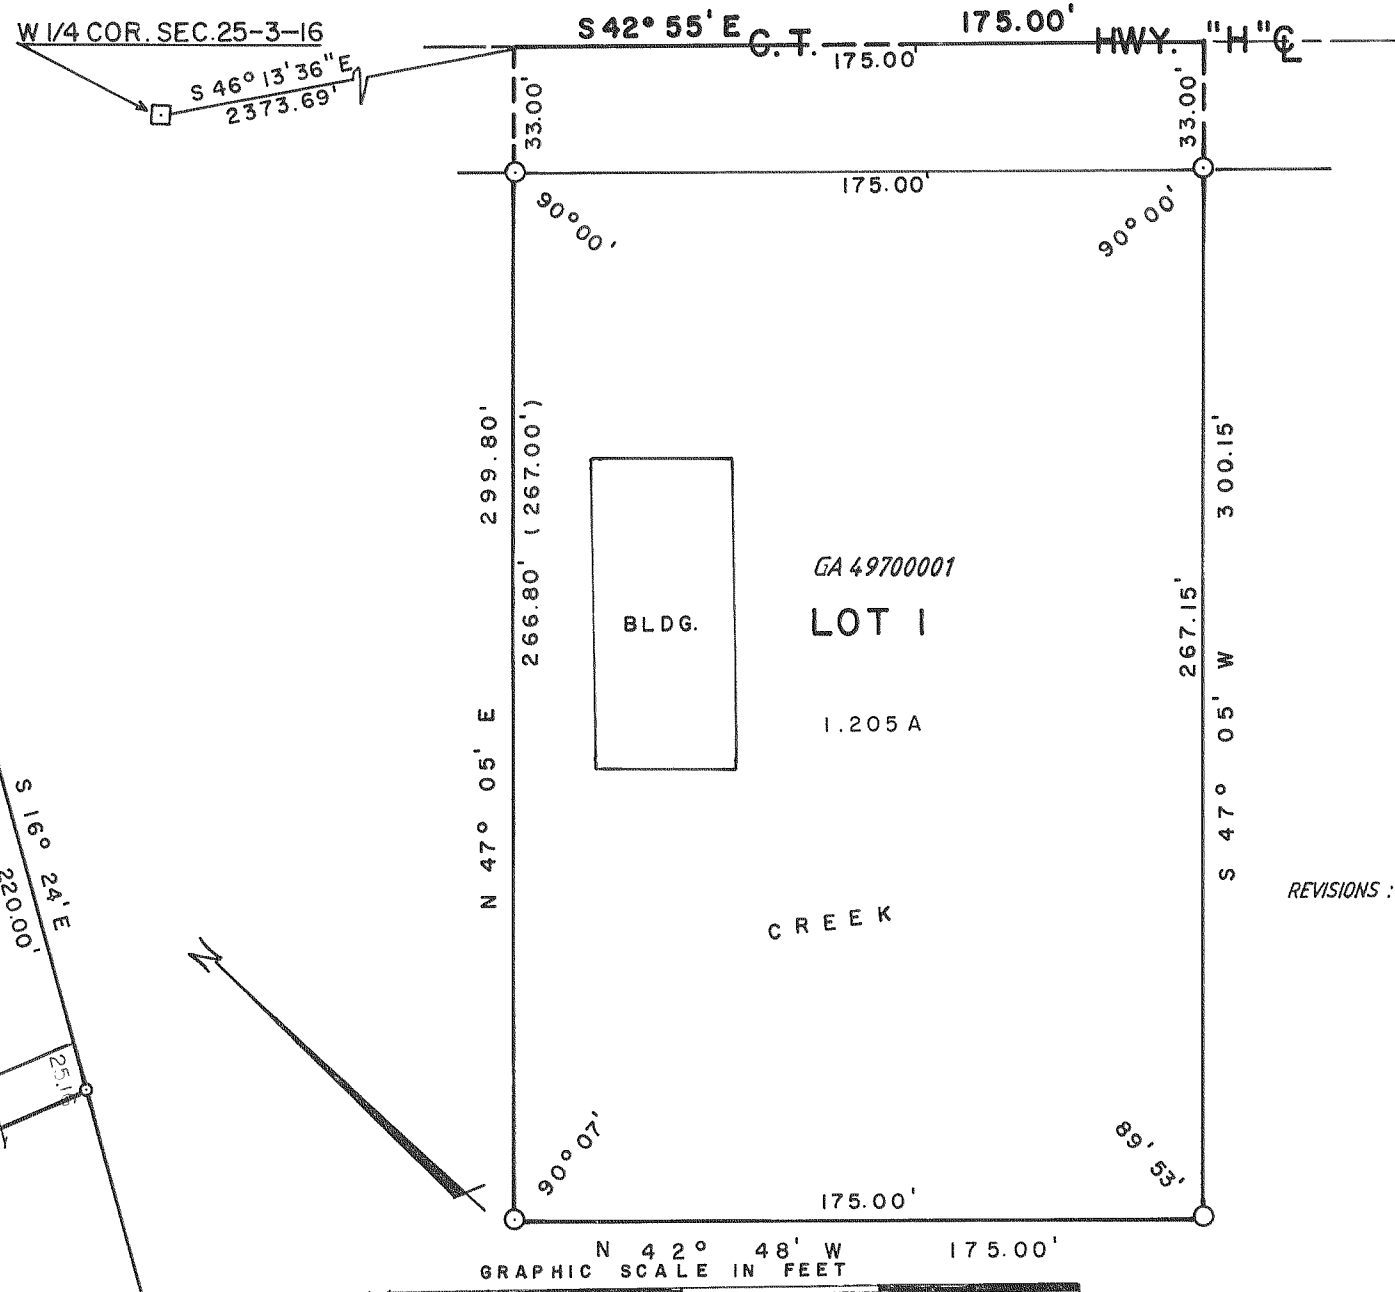 W 1/4 COR. SEC. 25-3-16
S 46° 13' 36" E
2373.69'
S 42° 55' E 175.00'
C. T. HWY. "H" ℄
175.00'
33.00'
33.00'
175.00'
90°00'
90°00'
299.80'
266.80' (267.00')
N 47° 05' E
300.15'
267.15'
S 47° 05' W
GA 49700001
LOT 1
BLDG.
1.205 A
S 16° 24' E
220.00'
REVISIONS :
CREEK
90° 07'
89' 53'
175.00'
N 42° 48' W 175.00'
GRAPHIC SCALE IN FEET